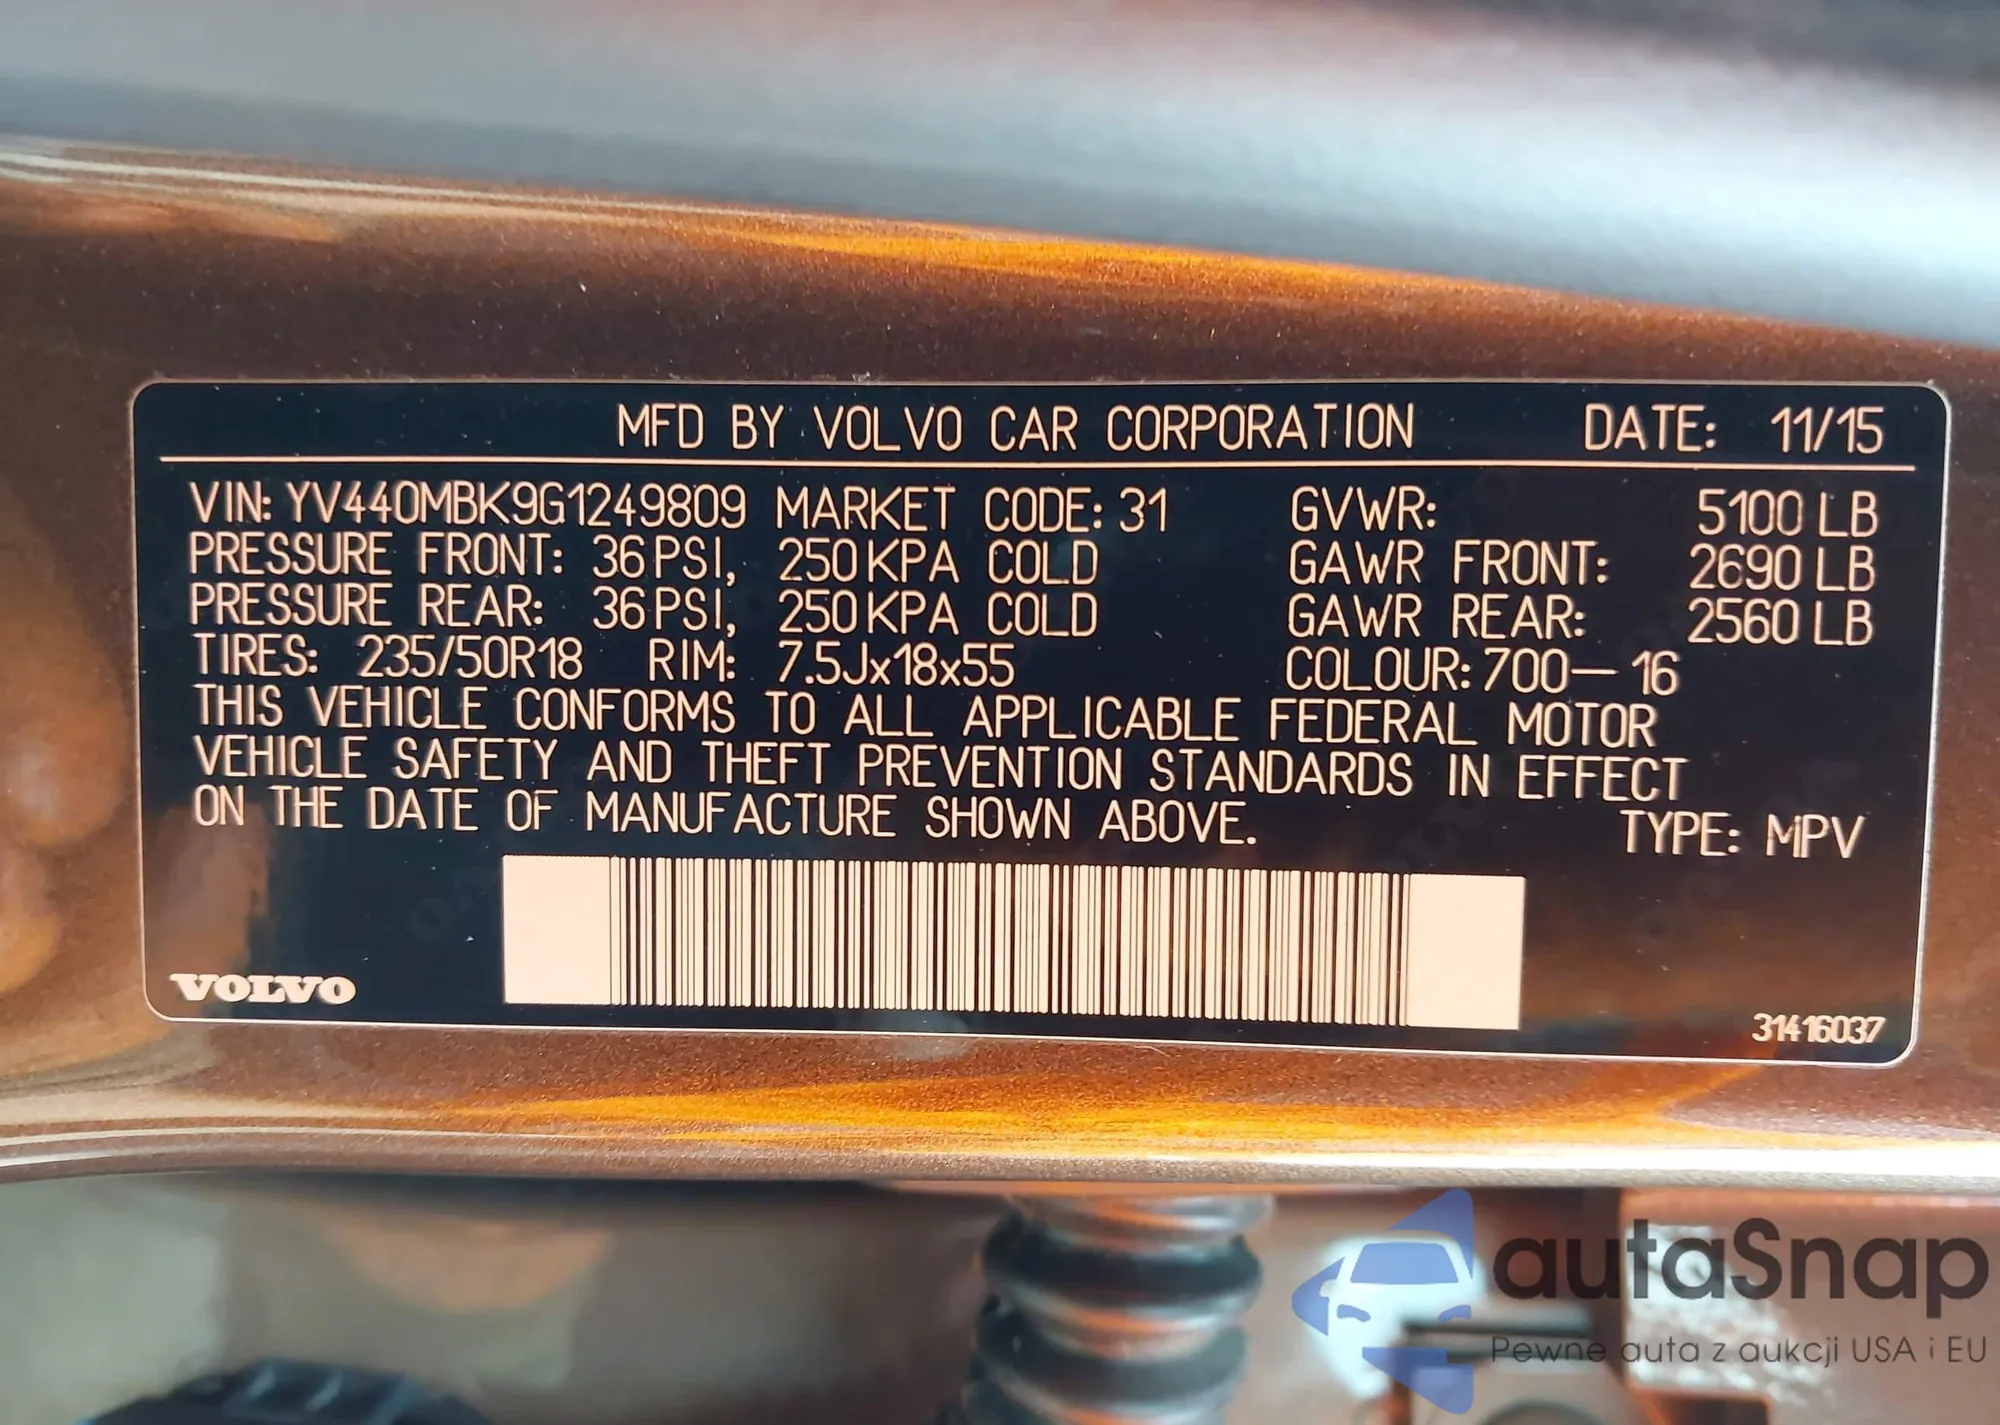 MFD BY VOLVO CAR CORPORATION DATE: 11/15
VIN: YV440MBK9G1249809 MARKET CODE: 31 GVWR: 5100 LB
PRESSURE FRONT: 36 PSI, 250 KPA COLD GAWR FRONT: 2690 LB
PRESSURE REAR: 36 PSI, 250 KPA COLD GAWR REAR: 2560 LB
TIRES: 235/50R18 RIM: 7.5Jx18x55 COLOUR: 700-16
THIS VEHICLE CONFORMS TO ALL APPLICABLE FEDERAL MOTOR
VEHICLE SAFETY AND THEFT PREVENTION STANDARDS IN EFFECT
ON THE DATE OF MANUFACTURE SHOWN ABOVE. TYPE: MPV
VOLVO
31416037
autaSnap
Pewne auta z aukcji USA i EU